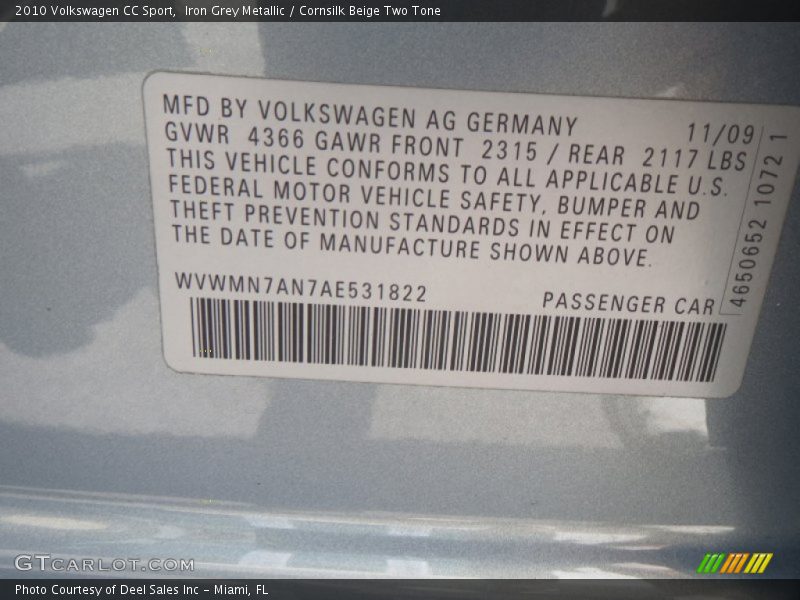 2010 Volkswagen CC Sport,  Iron Grey Metallic / Cornsilk Beige Two Tone
MFD BY VOLKSWAGEN AG GERMANY 11/09
GVWR 4366 GAWR FRONT 2315 / REAR 2117 LBS
THIS VEHICLE CONFORMS TO ALL APPLICABLE U.S.
FEDERAL MOTOR VEHICLE SAFETY, BUMPER AND
THEFT PREVENTION STANDARDS IN EFFECT ON
THE DATE OF MANUFACTURE SHOWN ABOVE.
WVWMN7AN7AE531822 PASSENGER CAR
4650652 1072 1
GTCARLOT.COM
Photo Courtesy of Deel Sales Inc - Miami, FL